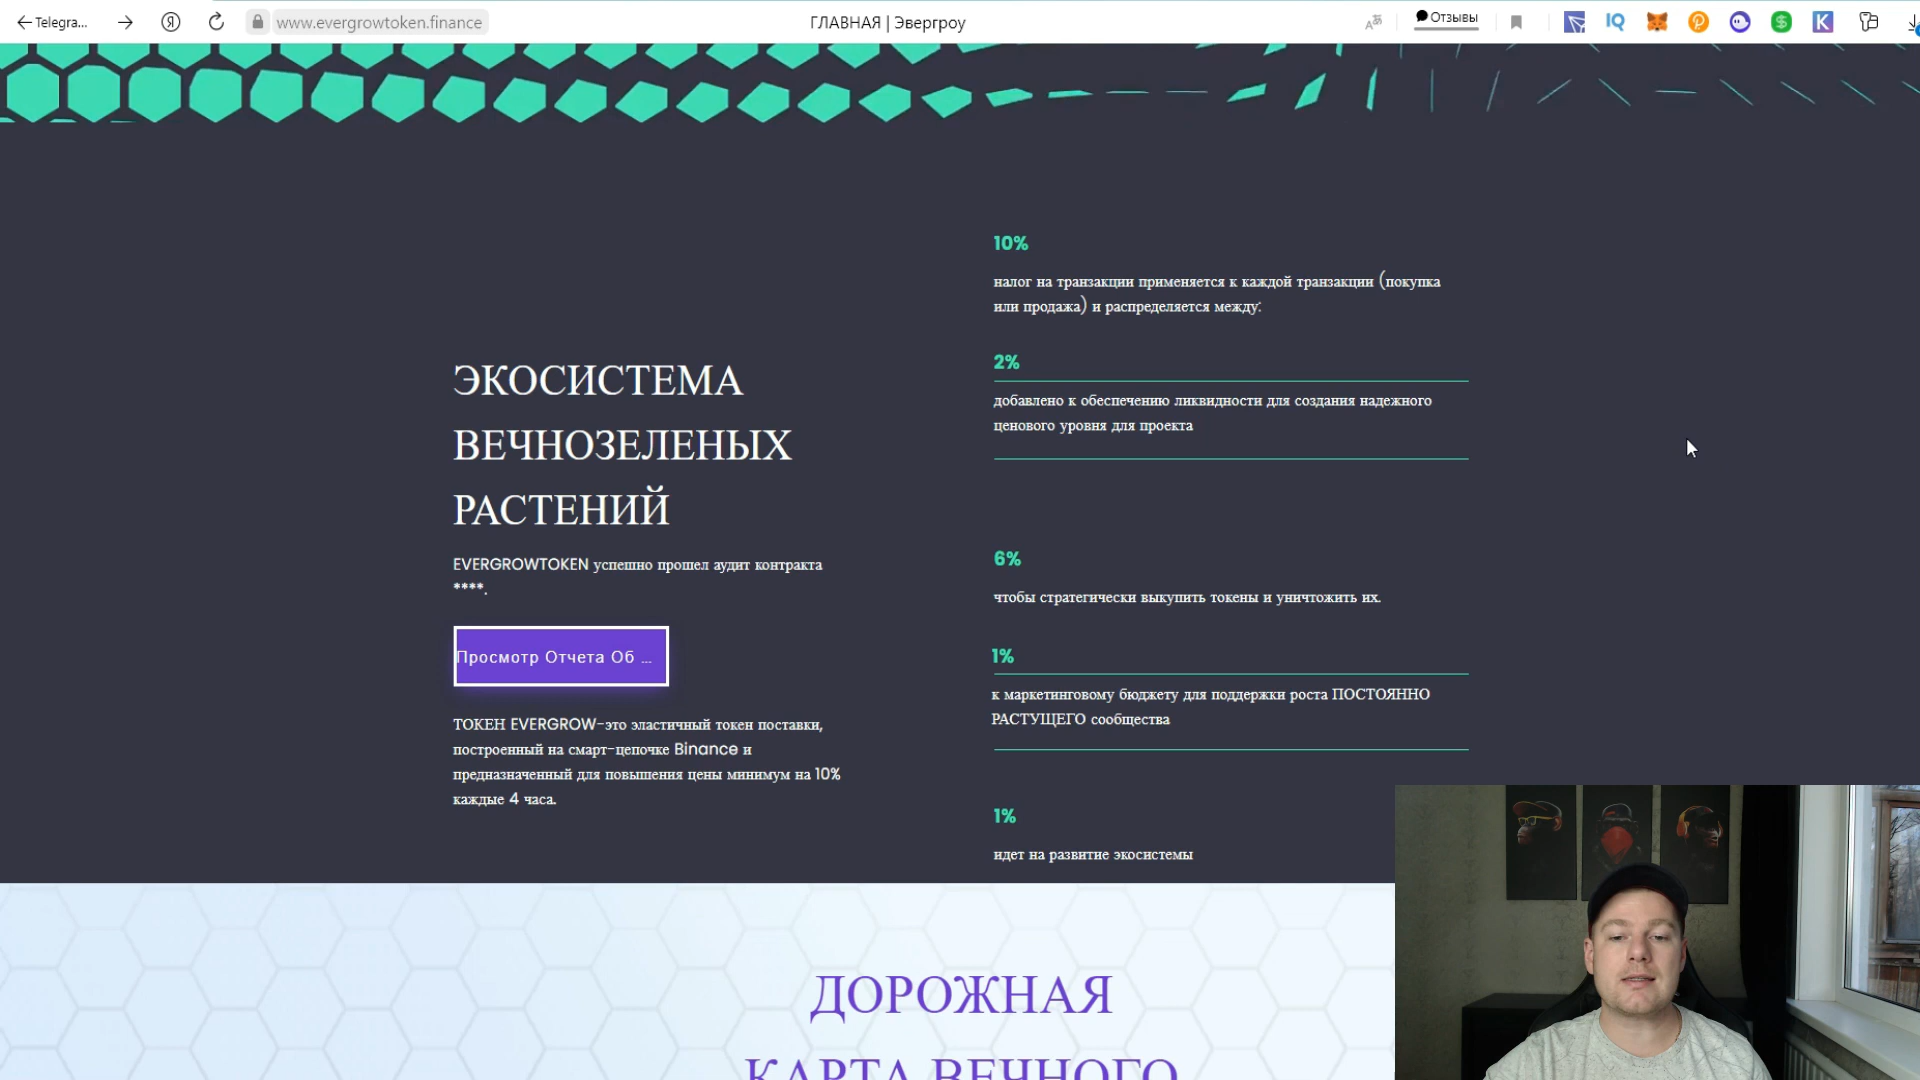 Telegra...
www.evergrowtoken.finance
ГЛАВНАЯ | Эвергроу
Отзывы
ЭКОСИСТЕМА
ВЕЧНОЗЕЛЕНЫХ
РАСТЕНИЙ
EVERGROWTOKEN успешно прошел аудит контракта
****.
Просмотр Отчета Об ...
ТОКЕН EVERGROW-это эластичный токен поставки,
построенный на смарт-цепочке Binance и
предназначенный для повышения цены минимум на 10%
каждые 4 часа.
10%
налог на транзакции применяется к каждой транзакции (покупка
или продажа) и распределяется между:
2%
добавлено к обеспечению ликвидности для создания надежного
ценового уровня для проекта
6%
чтобы стратегически выкупить токены и уничтожить их.
1%
к маркетинговому бюджету для поддержки роста ПОСТОЯННО
РАСТУЩЕГО сообщества
1%
идет на развитие экосистемы
ДОРОЖНАЯ
КАРТА ВЕЧНОГО